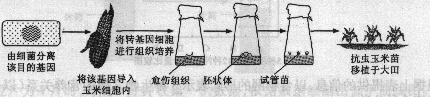 由细菌分离
该目的基因
将该基因导入
玉米细胞内
将转基因细胞
进行组织培养
愈伤组织
胚状体
试管苗
抗虫玉米苗
移植于大田